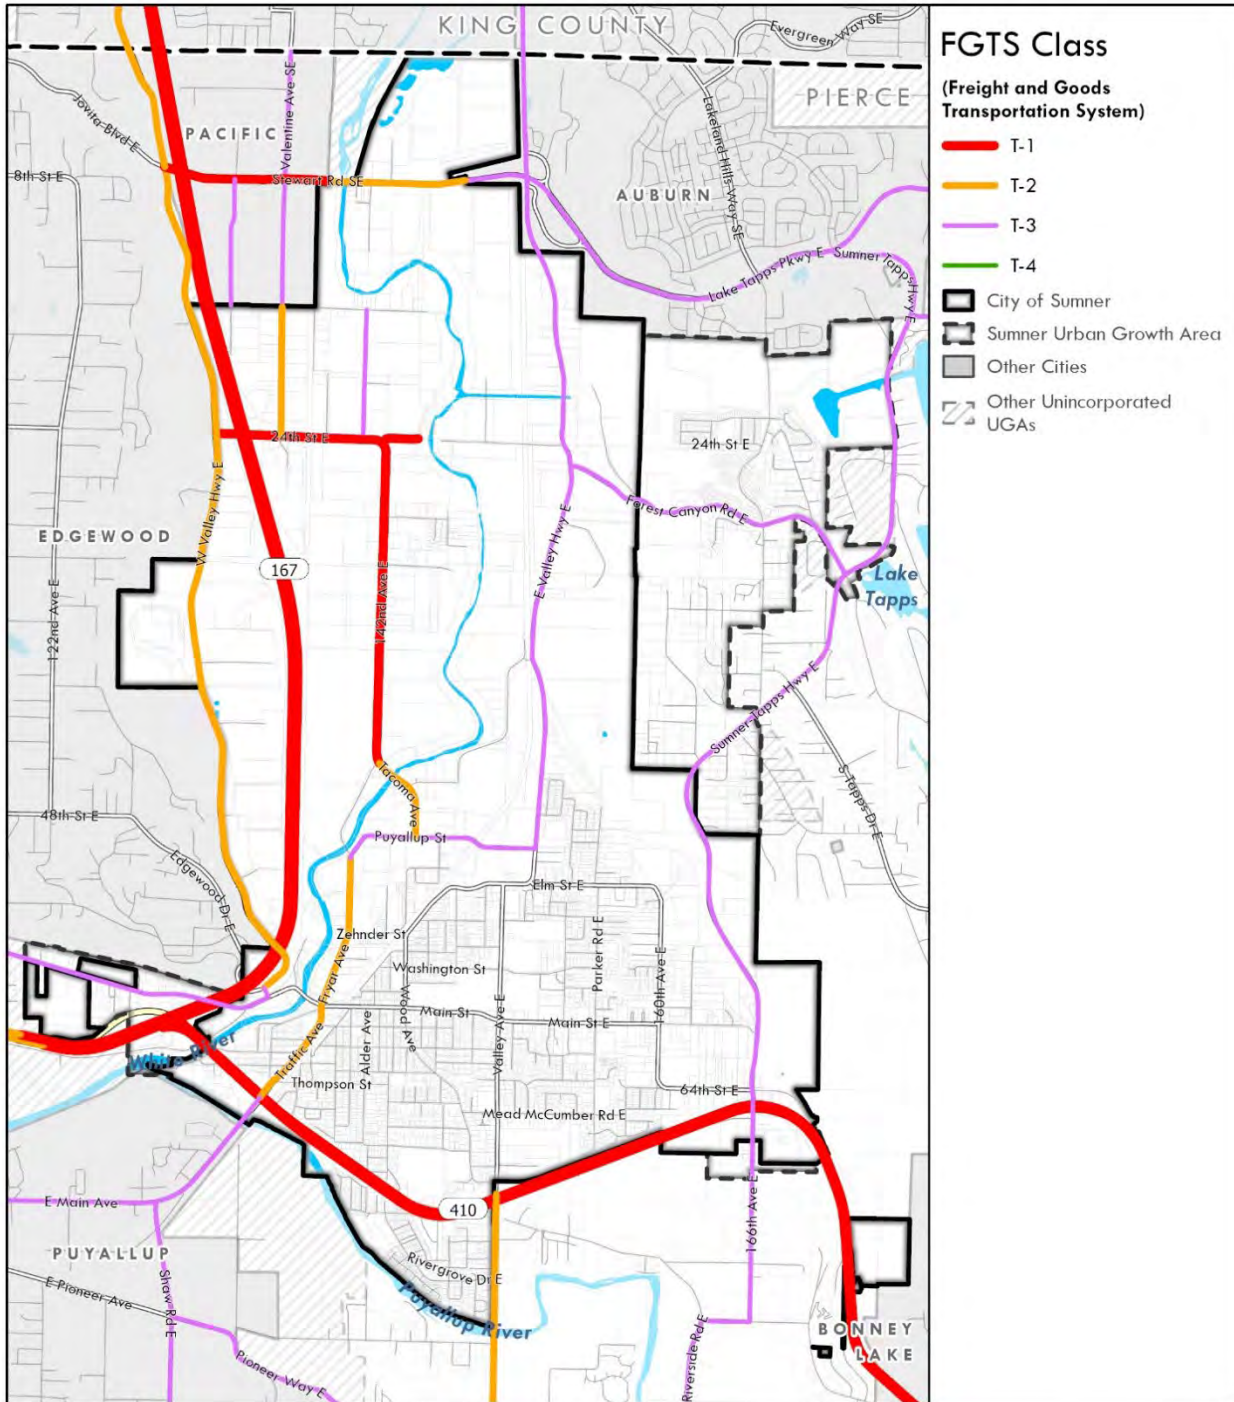 KING COUNTY
Evergreen Way SE
PIERCE
Jovita Blvd E
PACIFIC
Valentine Ave SE
Lakeland Hills Way SE
8th St E
Stewart Rd SE
AUBURN
Lake Tapps Pkwy E
Sumner Tapps Hwy E
24th St E
24th St E
W Valley Hwy E
E Valley Hwy E
Forest Canyon Rd E
EDGEWOOD
167
Lake
Tapps
122nd Ave E
142nd Ave E
Sumner-Tapps Hwy E
S Tapps Dr E
Tacoma Ave
48th St E
Puyallup St
Edgewood Dr E
Elm St E
Zehnder St
Parker Rd E
Fryar Ave
Washington St
Wood Ave
160th Ave E
Main St
Main St E
Valley Ave E
Alder Ave
White River
Traffic Ave
Thompson St
64th St E
Mead McCumber Rd E
E Main Ave
410
166th Ave E
PUYALLUP
Rivergrove Dr E
Shaw Rd E
E Pioneer Ave
Puyallup River
Riverside Rd E
BONNEY
LAKE
Pioneer Way E
FGTS Class
(Freight and Goods
Transportation System)
T-1
T-2
T-3
T-4
City of Sumner
Sumner Urban Growth Area
Other Cities
Other Unincorporated
UGAs